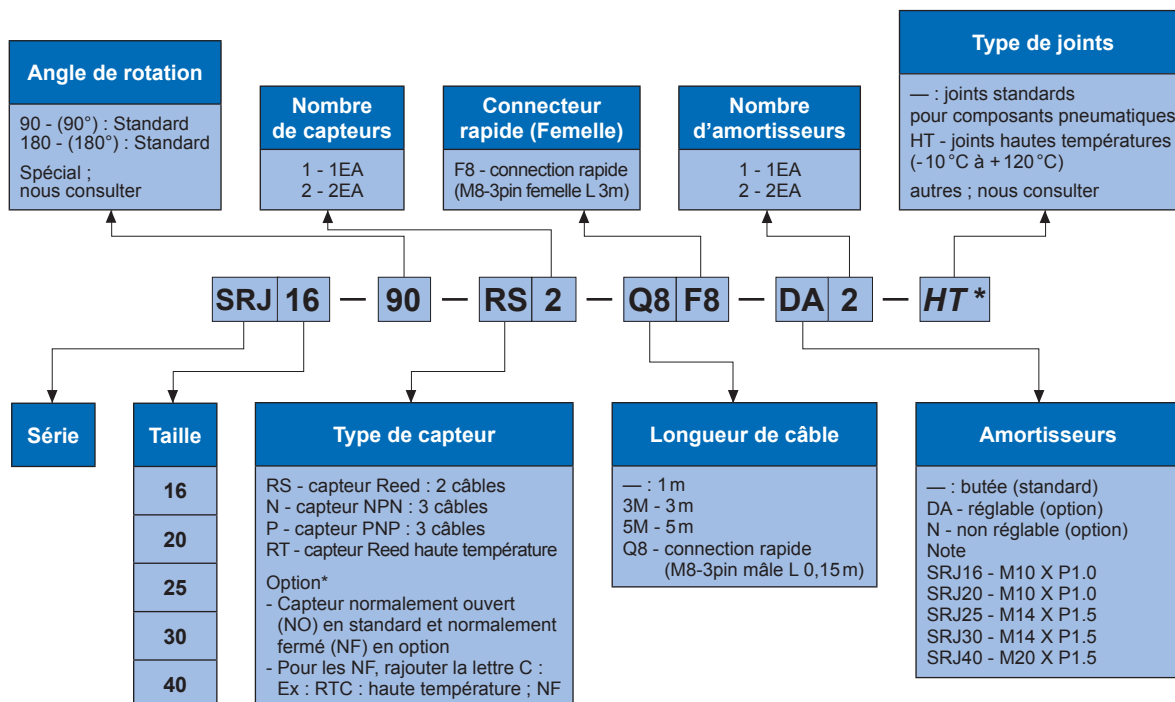 Angle de rotation
90 - (90°) : Standard
180 - (180°) : Standard
Spécial ;
nous consulter
Nombre
de capteurs
1 - 1EA
2 - 2EA
Connecteur
rapide (Femelle)
F8 - connection rapide
(M8-3pin femelle L 3m)
Nombre
d'amortisseurs
1 - 1EA
2 - 2EA
Type de joints
— : joints standards
pour composants pneumatiques
HT - joints hautes températures
(-10 °C à +120 °C)
autres ; nous consulter
SRJ 16 — 90 — RS 2 — Q8 F8 — DA 2 — HT *
Série
Taille
16
20
25
30
40
Type de capteur
RS - capteur Reed : 2 câbles
N - capteur NPN : 3 câbles
P - capteur PNP : 3 câbles
RT - capteur Reed haute température
Option*
- Capteur normalement ouvert
(NO) en standard et normalement
fermé (NF) en option
- Pour les NF, rajouter la lettre C :
Ex : RTC : haute température ; NF
Longueur de câble
— : 1 m
3M - 3 m
5M - 5 m
Q8 - connection rapide
(M8-3pin mâle L 0,15 m)
Amortisseurs
— : butée (standard)
DA - réglable (option)
N - non réglable (option)
Note
SRJ16 - M10 X P1.0
SRJ20 - M10 X P1.0
SRJ25 - M14 X P1.5
SRJ30 - M14 X P1.5
SRJ40 - M20 X P1.5